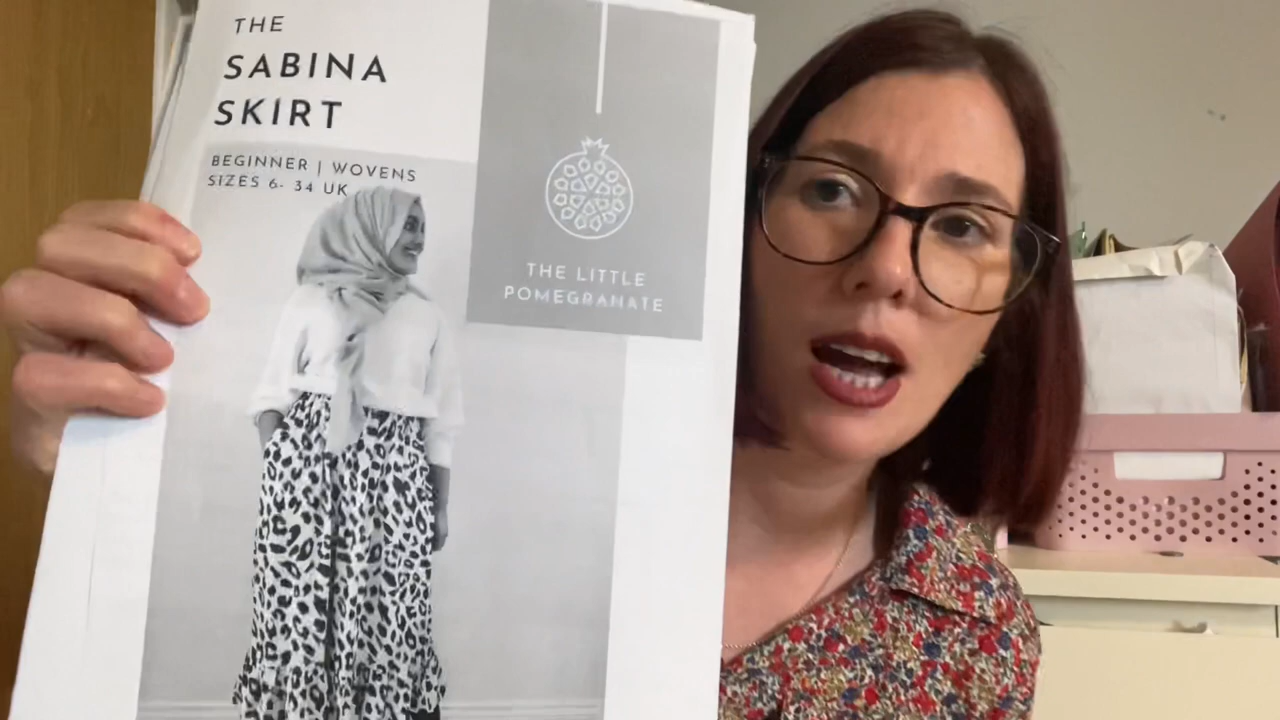 THE
SABINA
SKIRT
BEGINNER | WOVENS
SIZES 6- 34 UK
THE LITTLE
POMEGRANATE